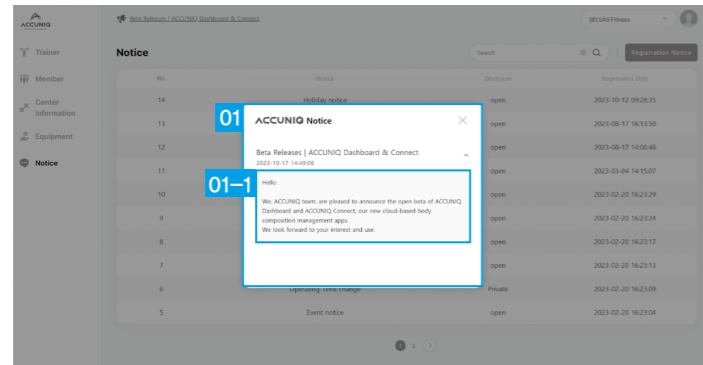 ACCUNIQ
Beta Releases | ACCUNIQ Dashboard & Connect
SELVAS Fitness
Trainer
Notice
Search
Registration Notice
Member
No.
Notice
Disclosure
Registration Date
Center
Information
14
Holiday notice
open
2023-10-12 09:28:35
01
ACCUNIQ Notice
13
open
2023-08-17 16:13:50
Equipment
12
open
2023-08-17 14:06:46
Beta Releases | ACCUNIQ Dashboard & Connect
2023-10-17 14:49:06
Notice
11
open
2023-03-04 14:15:07
01-1
Hello.
10
open
2023-02-20 16:23:29
We, ACCUNIQ team, are pleased to announce the open beta of ACCUNIQ
Dashboard and ACCUNIQ Connect, our new cloud-based body
composition management apps.
We look forward to your interest and use.
9
open
2023-02-20 16:23:24
8
open
2023-02-20 16:23:17
7
open
2023-02-20 16:23:13
6
Operating Time change
Private
2023-02-20 16:23:09
5
Event notice
open
2023-02-20 16:23:04
1 2